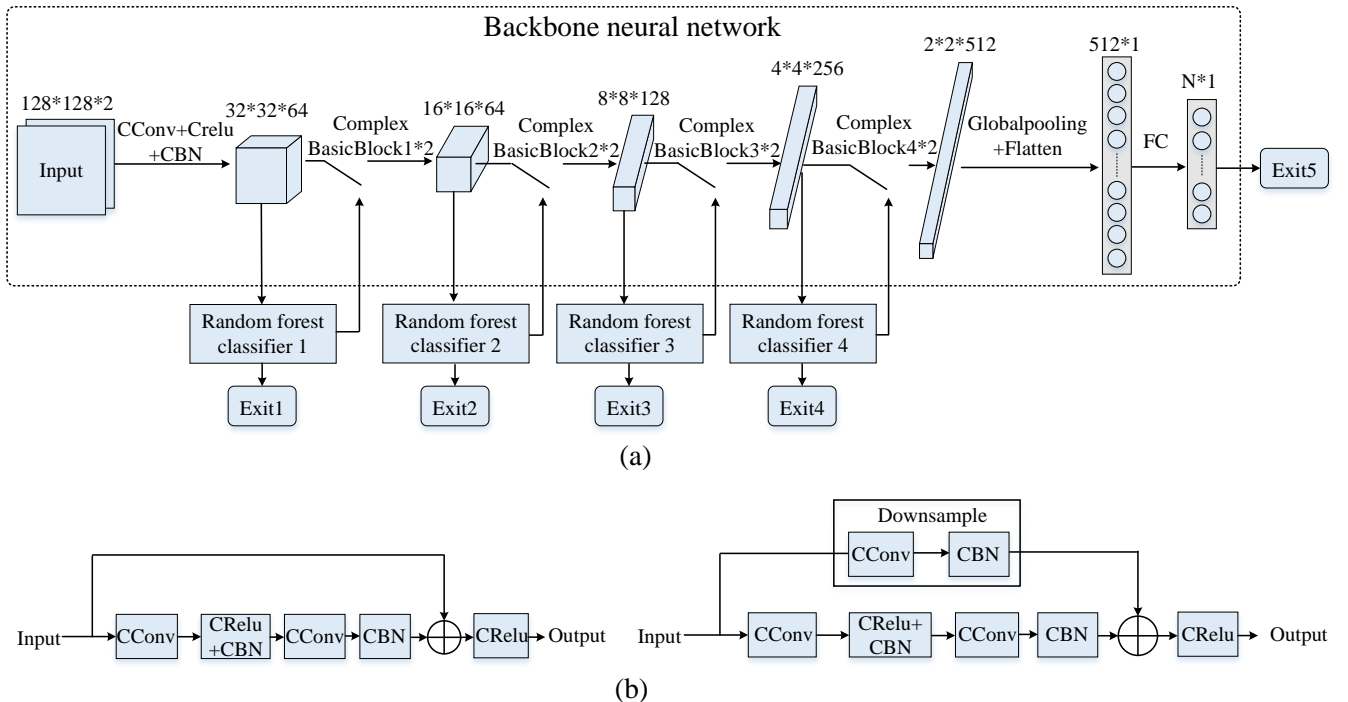 Backbone neural network
128*128*2
Input
CConv+Crelu
+CBN
32*32*64
Complex
BasicBlock1*2
16*16*64
Complex
BasicBlock2*2
8*8*128
Complex
BasicBlock3*2
4*4*256
Complex
BasicBlock4*2
2*2*512
Globalpooling
+Flatten
512*1
FC
N*1
Exit5
Random forest
classifier 1
Random forest
classifier 2
Random forest
classifier 3
Random forest
classifier 4
Exit1
Exit2
Exit3
Exit4
(a)
Input
CConv
CRelu
+CBN
CConv
CBN
CRelu
Output
Downsample
CConv
CBN
Input
CConv
CRelu+
CBN
CConv
CBN
CRelu
Output
(b)